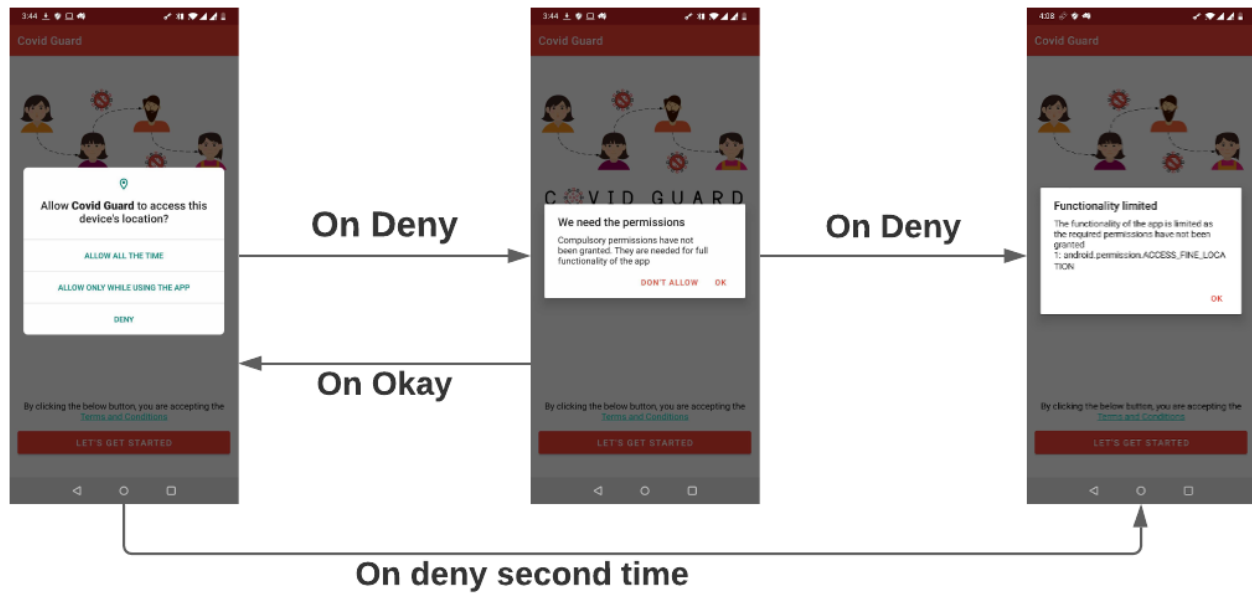 3:44
Covid Guard
Allow Covid Guard to access this
device's location?
ALLOW ALL THE TIME
ALLOW ONLY WHILE USING THE APP
DENY
By clicking the below button, you are accepting the
Terms and Conditions
LET'S GET STARTED
On Deny
On Okay
3:44
Covid Guard
COVID GUARD
We need the permissions
Compulsory permissions have not
been granted. They are needed for full
functionality of the app
DON'T ALLOW OK
By clicking the below button, you are accepting the
Terms and Conditions
LET'S GET STARTED
On Deny
4:08
Covid Guard
Functionality limited
The functionality of the app is limited as
the required permissions have not been
granted
1: android.permission.ACCESS_FINE_LOCA
TION
OK
By clicking the below button, you are accepting the
Terms and Conditions
LET'S GET STARTED
On deny second time